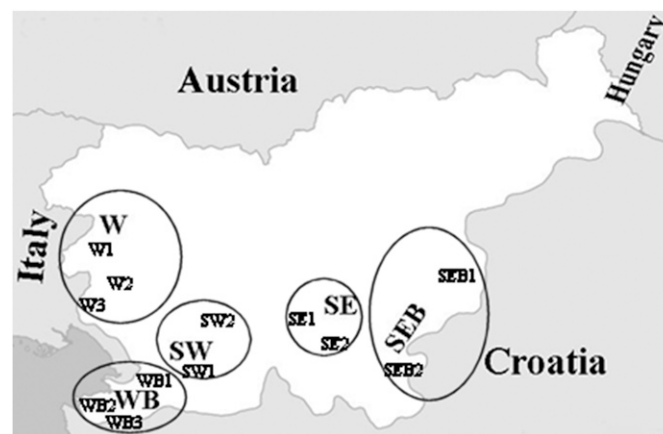 Hungary
Austria
Italy
W
W1
W2
W3
SW2
SW
SW1
WB1
WB2
WB
WB3
SE
SE1
SE2
SEB1
SEB
SEB2
Croatia